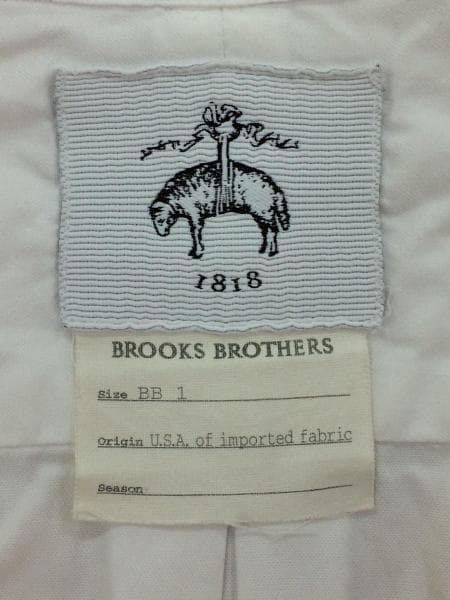 1818
BROOKS BROTHERS
Size BB 1
Origin U.S.A. of imported fabric
Season